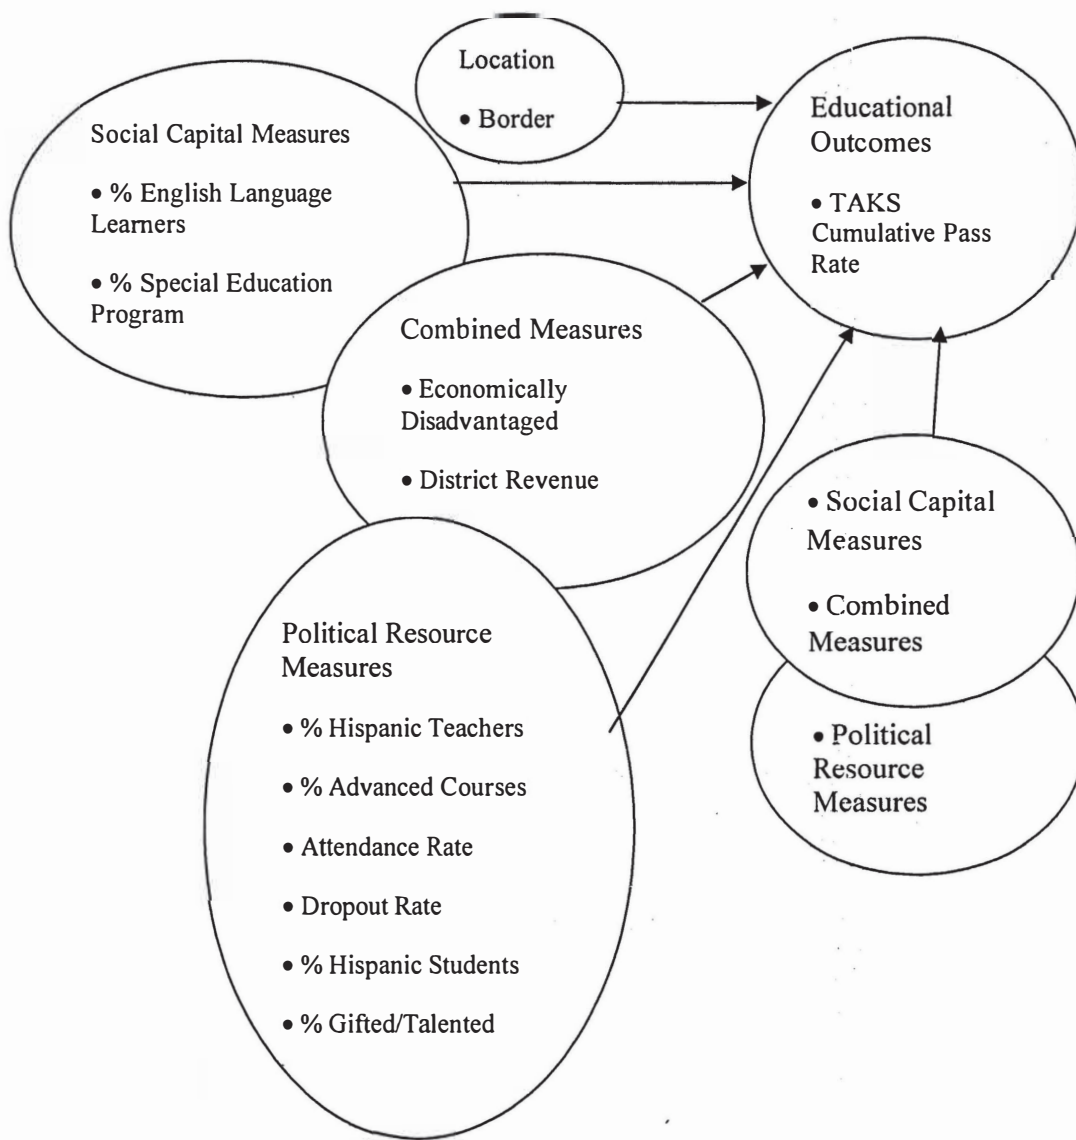 Location
• Border
Social Capital Measures
• % English Language
Learners
• % Special Education
Program
Educational
Outcomes
• TAKS
Cumulative Pass
Rate
Combined Measures
• Economically
Disadvantaged
• District Revenue
• Social Capital
Measures
• Combined
Measures
• Political
Resource
Measures
Political Resource
Measures
• % Hispanic Teachers
• % Advanced Courses
• Attendance Rate
• Dropout Rate
• % Hispanic Students
• % Gifted/Talented